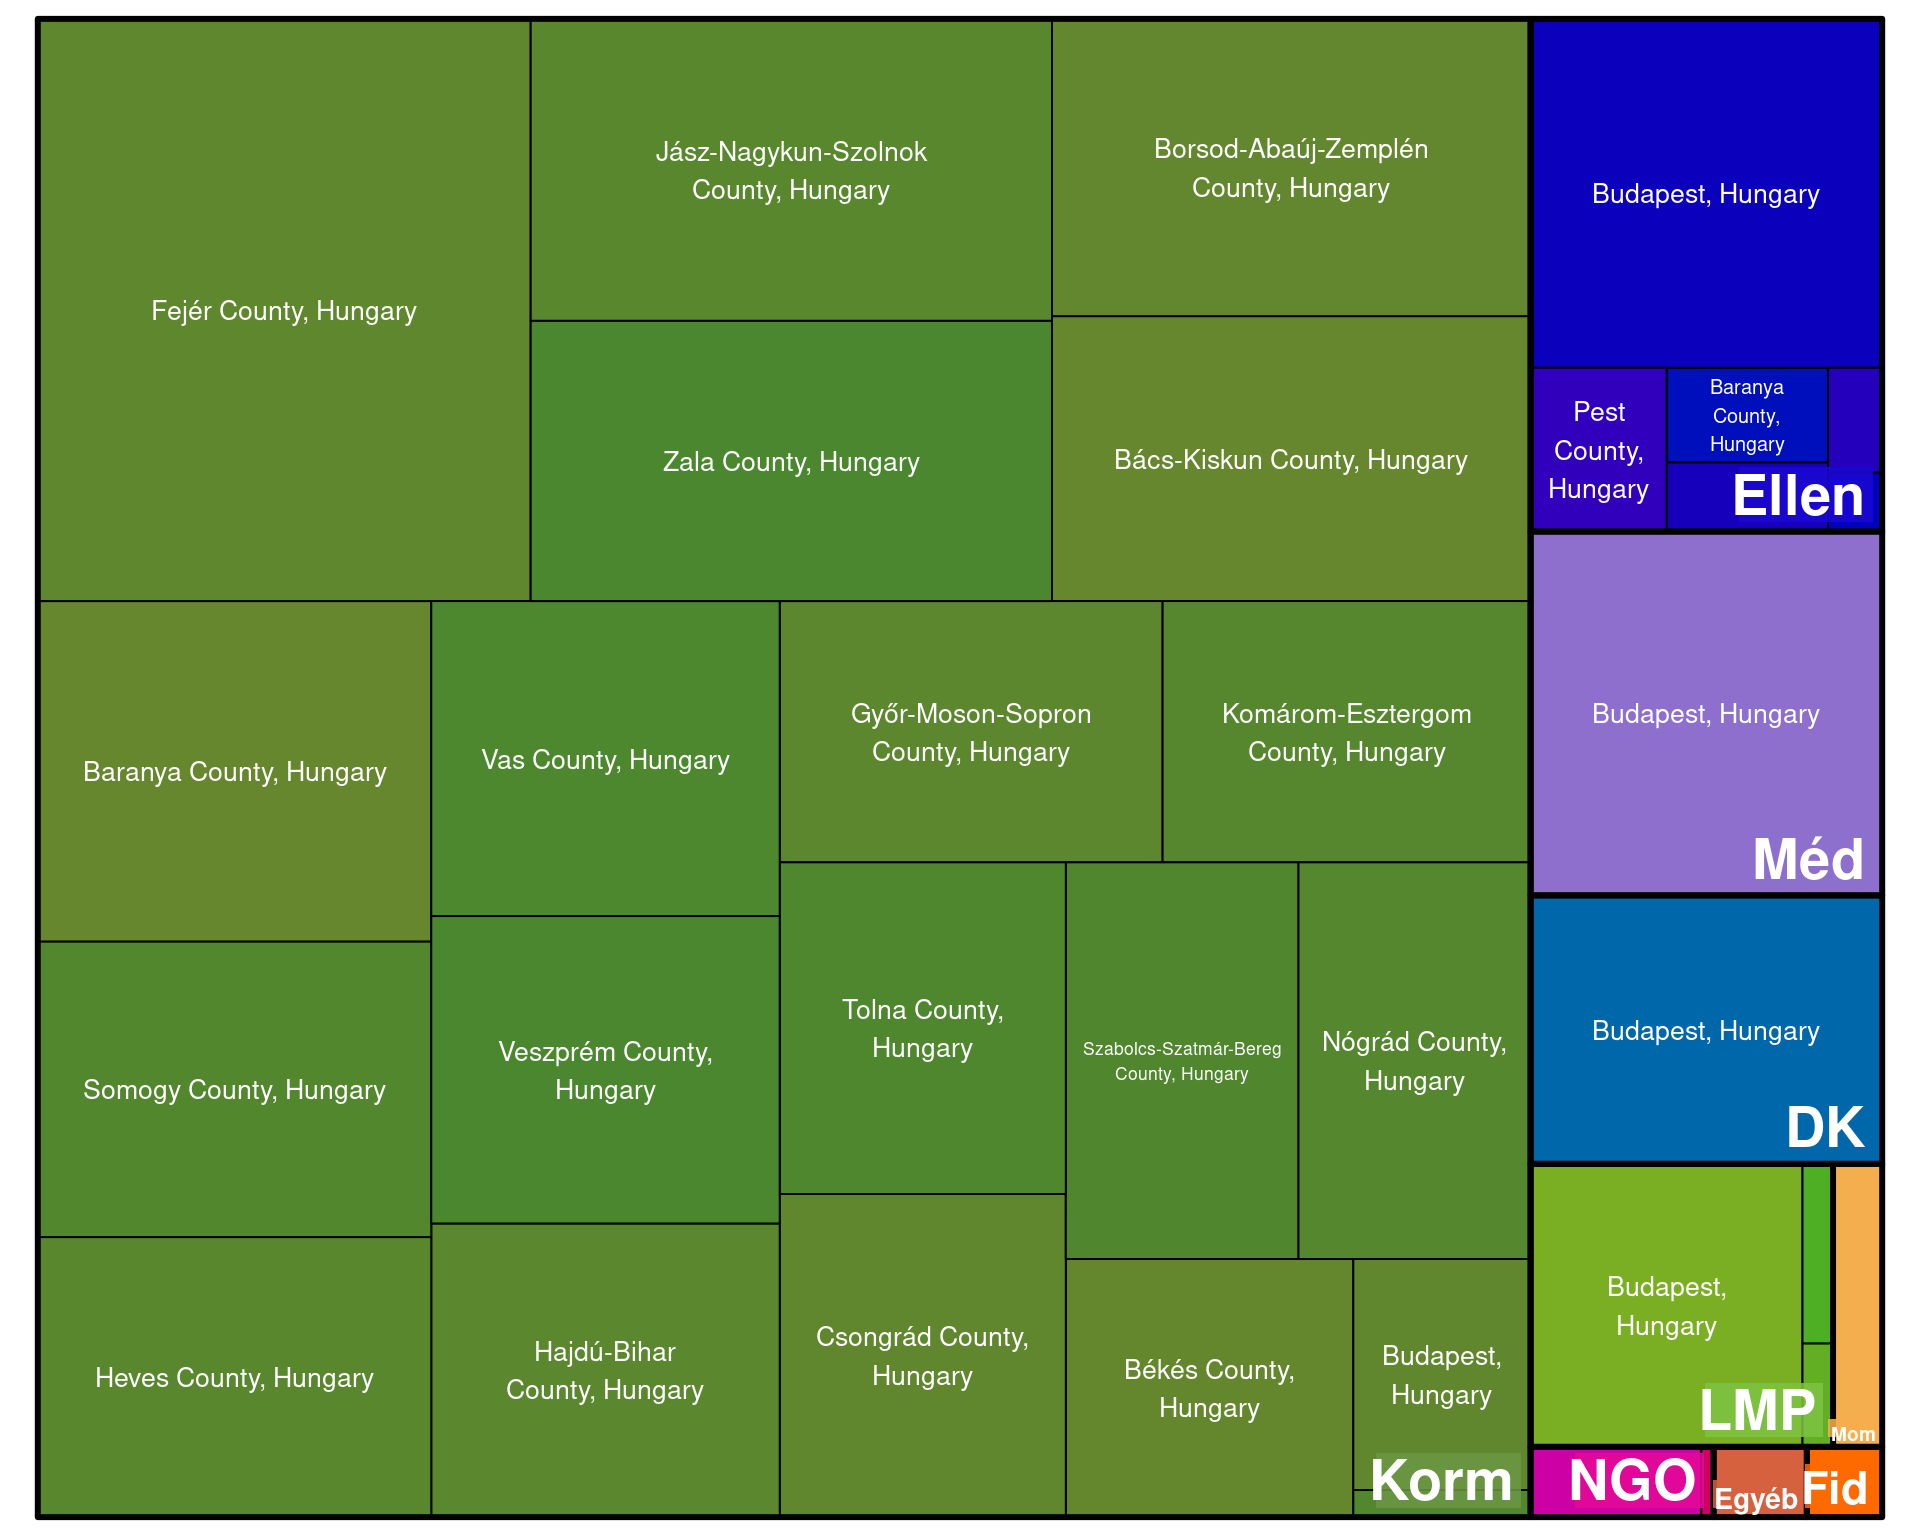 Fejér County, Hungary
Jász-Nagykun-Szolnok
County, Hungary
Borsod-Abaúj-Zemplén
County, Hungary
Zala County, Hungary
Bács-Kiskun County, Hungary
Baranya County, Hungary
Vas County, Hungary
Győr-Moson-Sopron
County, Hungary
Komárom-Esztergom
County, Hungary
Somogy County, Hungary
Veszprém County,
Hungary
Tolna County,
Hungary
Szabolcs-Szatmár-Bereg
County, Hungary
Nógrád County,
Hungary
Heves County, Hungary
Hajdú-Bihar
County, Hungary
Csongrád County,
Hungary
Békés County,
Hungary
Budapest,
Hungary
Korm
Budapest, Hungary
Pest
County,
Hungary
Baranya
County,
Hungary
Ellen
Budapest, Hungary
Méd
Budapest, Hungary
DK
Budapest,
Hungary
LMP
Mom
NGO
Egyéb
Fid